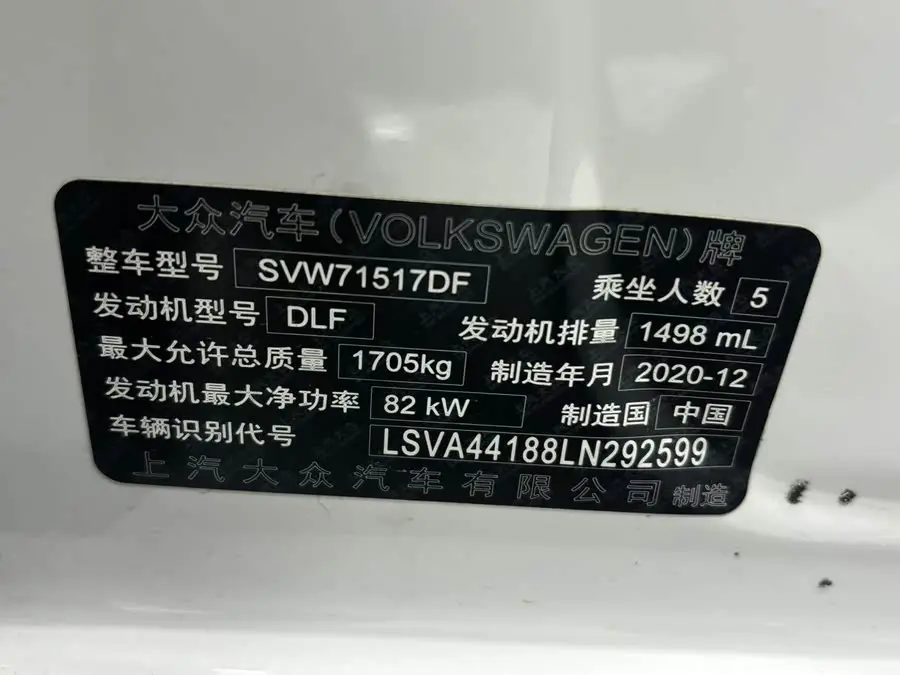 大众汽车(VOLKSWAGEN)牌
整车型号 SVW71517DF 乘坐人数 5
发动机型号 DLF 发动机排量 1498 mL
最大允许总质量 1705kg 制造年月 2020-12
发动机最大净功率 82 kW 制造国 中国
车辆识别代号 LSVA44188LN292599
上汽大众汽车有限公司 制造